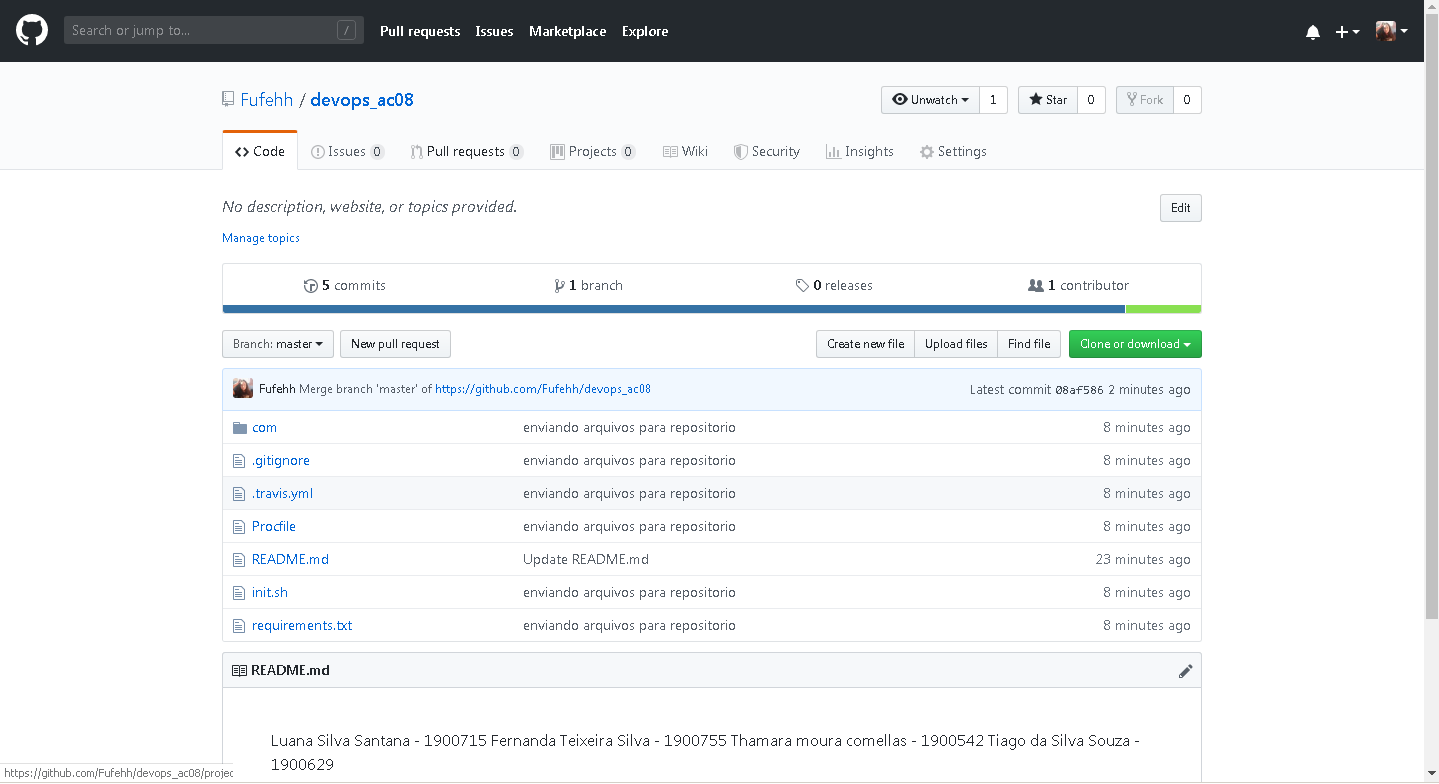 Search or jump to... /
Pull requests Issues Marketplace Explore
Fufehh / devops_ac08
Unwatch 1 Star 0 Fork 0
Code Issues 0 Pull requests 0 Projects 0 Wiki Security Insights Settings
No description, website, or topics provided.
Edit
Manage topics
5 commits 1 branch 0 releases 1 contributor
Branch: master New pull request Create new file Upload files Find file Clone or download
Fufehh Merge branch 'master' of https://github.com/Fufehh/devops_ac08 Latest commit 08af586 2 minutes ago
com enviando arquivos para repositorio 8 minutes ago
.gitignore enviando arquivos para repositorio 8 minutes ago
.travis.yml enviando arquivos para repositorio 8 minutes ago
Procfile enviando arquivos para repositorio 8 minutes ago
README.md Update README.md 23 minutes ago
init.sh enviando arquivos para repositorio 8 minutes ago
requirements.txt enviando arquivos para repositorio 8 minutes ago
README.md
Luana Silva Santana - 1900715 Fernanda Teixeira Silva - 1900755 Thamara moura comellas - 1900542 Tiago da Silva Souza -
1900629
https://github.com/Fufehh/devops_ac08/projec